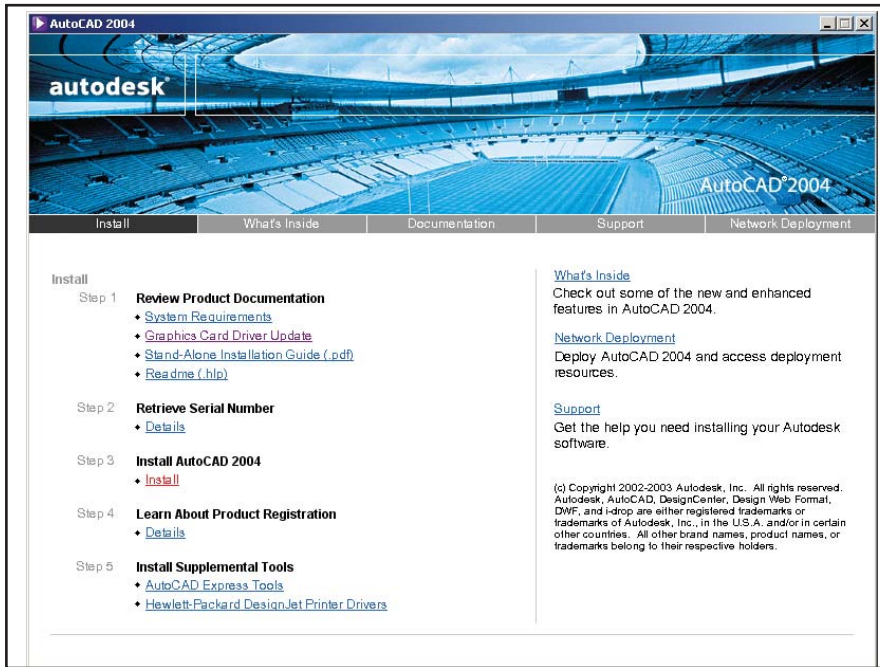 AutoCAD 2004
autodesk®
AutoCAD®2004
Install What's Inside Documentation Support Network Deployment
Install
Step 1 Review Product Documentation
System Requirements
Graphics Card Driver Update
Stand-Alone Installation Guide (.pdf)
Readme (.hlp)
Step 2 Retrieve Serial Number
Details
Step 3 Install AutoCAD 2004
Install
Step 4 Learn About Product Registration
Details
Step 5 Install Supplemental Tools
AutoCAD Express Tools
Hewlett-Packard DesignJet Printer Drivers
What's Inside
Check out some of the new and enhanced
features in AutoCAD 2004.
Network Deployment
Deploy AutoCAD 2004 and access deployment
resources.
Support
Get the help you need installing your Autodesk
software.
(c) Copyright 2002-2003 Autodesk, Inc. All rights reserved.
Autodesk, AutoCAD, DesignCenter, Design Web Format,
DWF, and i-drop are either registered trademarks or
trademarks of Autodesk, Inc., in the U.S.A. and/or in certain
other countries. All other brand names, product names, or
trademarks belong to their respective holders.